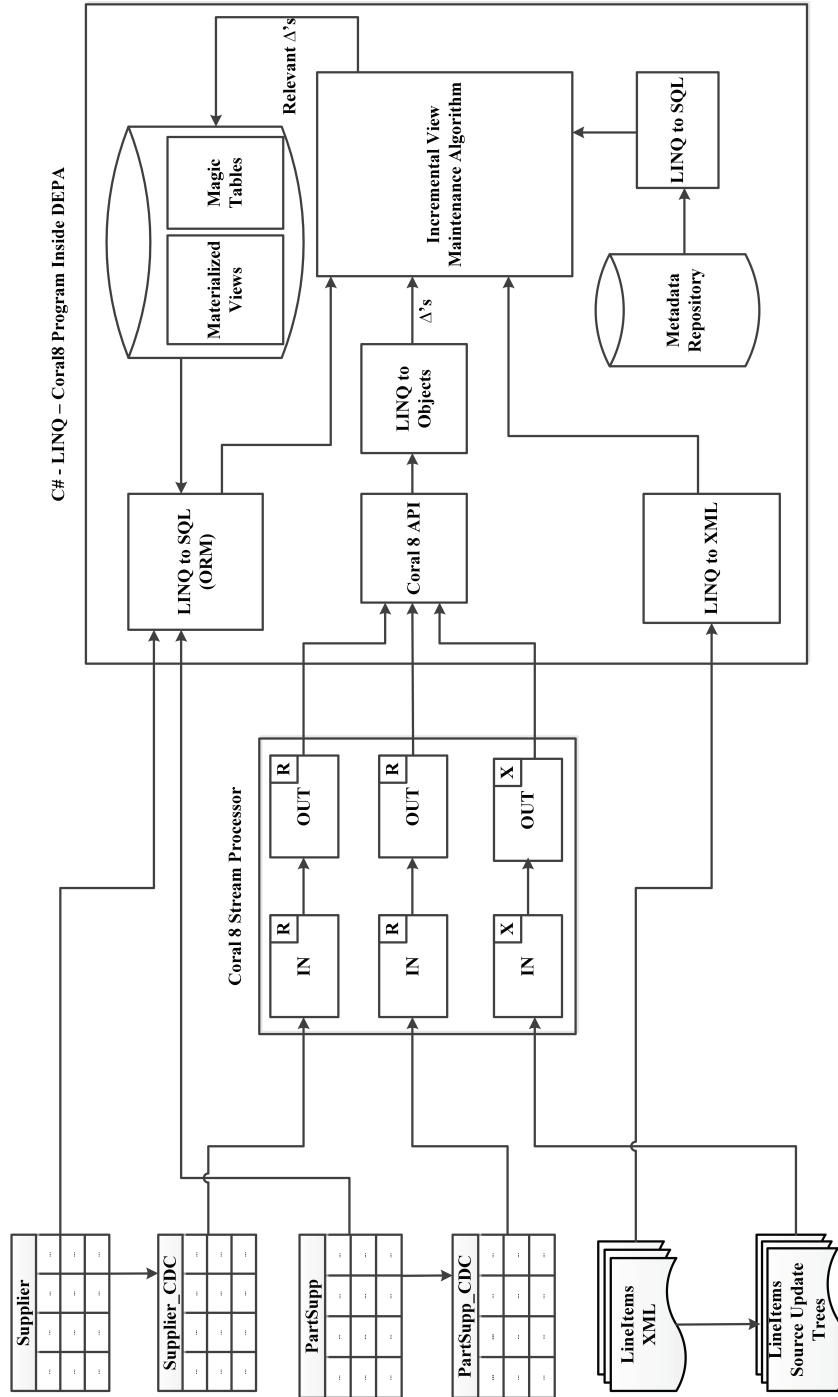 C# - LINQ – Coral8 Program Inside DEPA
Supplier
... ... ... ...
... ... ... ...
... ... ... ...
Supplier_CDC
... ... ... ...
... ... ... ...
... ... ... ...
PartSupp
... ... ... ...
... ... ... ...
... ... ... ...
PartSupp_CDC
... ... ... ...
... ... ... ...
... ... ... ...
LineItems
XML
LineItems
Source Update
Trees
Coral 8 Stream Processor
IN
R
OUT
R
IN
R
OUT
R
IN
X
OUT
X
LINQ to SQL
(ORM)
Coral 8 API
LINQ to XML
LINQ to
Objects
Δ's
Materialized
Views
Magic
Tables
Relevant Δ's
Incremental View
Maintenance Algorithm
Metadata
Repository
LINQ to SQL